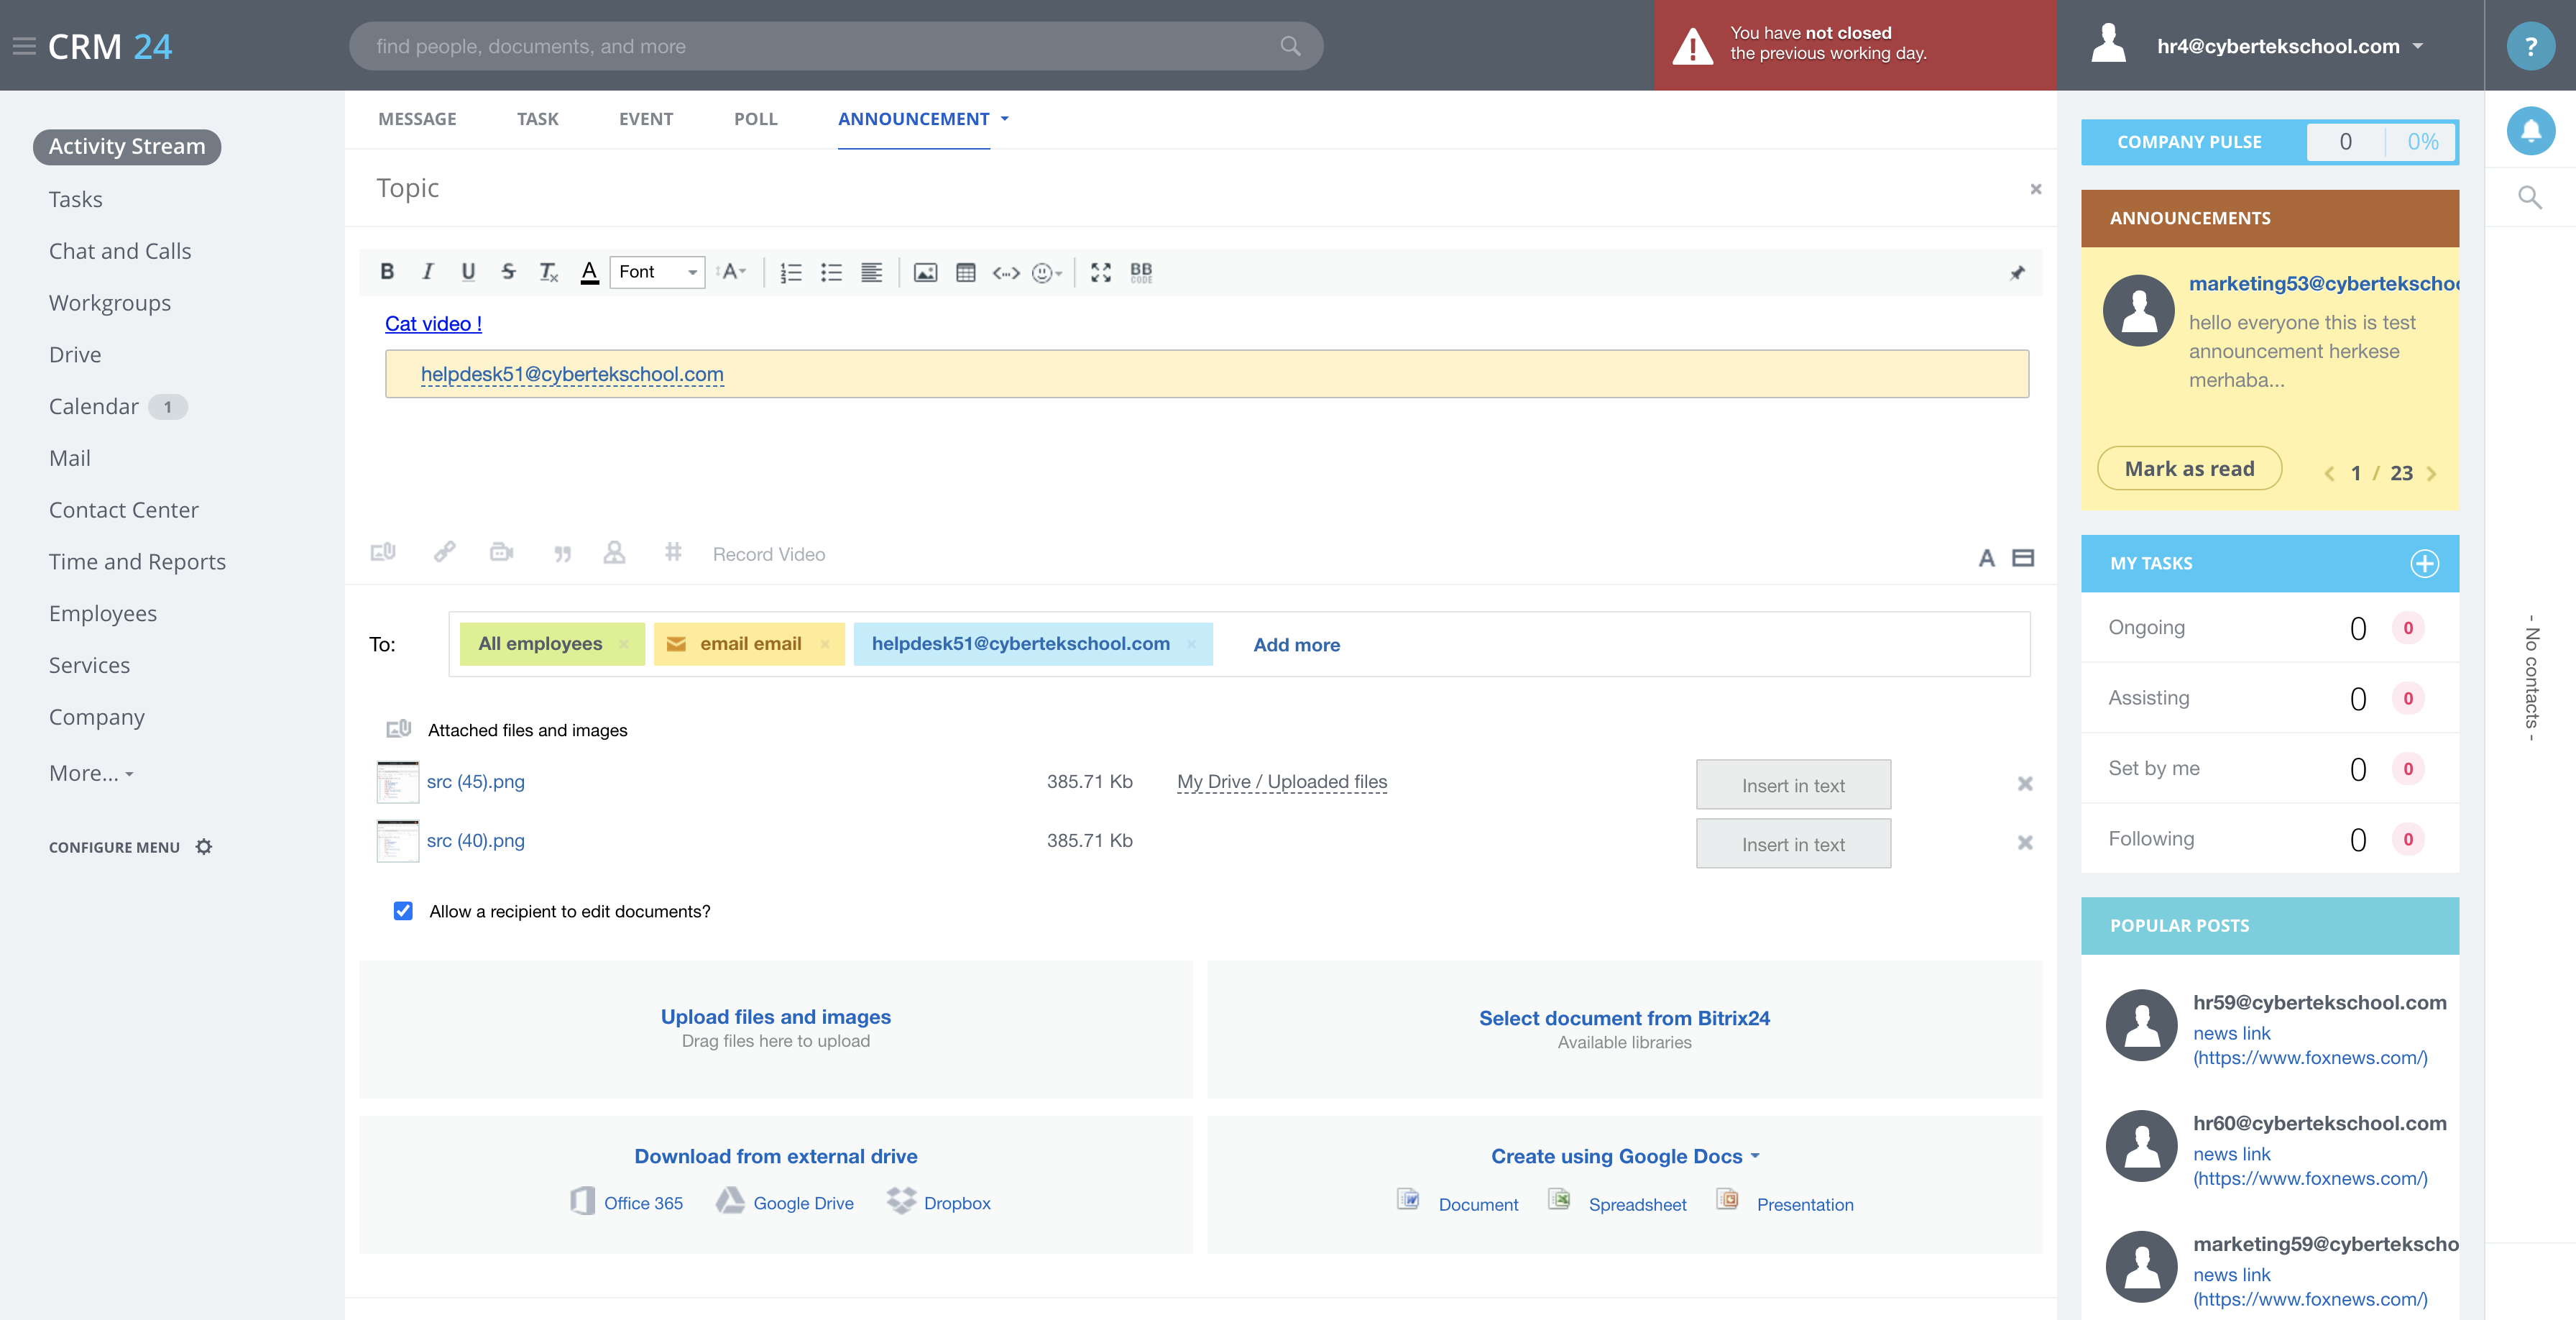 CRM 24
find people, documents, and more
You have not closed
the previous working day.
hr4@cybertekschool.com
?
Activity Stream
Tasks
Chat and Calls
Workgroups
Drive
Calendar 1
Mail
Contact Center
Time and Reports
Employees
Services
Company
More...
CONFIGURE MENU
MESSAGE TASK EVENT POLL ANNOUNCEMENT
Topic
B I U S Tx A Font A BB CODE
Cat video !
helpdesk51@cybertekschool.com
Record Video
A
To: All employees email email helpdesk51@cybertekschool.com Add more
Attached files and images
src (45).png 385.71 Kb My Drive / Uploaded files Insert in text
src (40).png 385.71 Kb Insert in text
Allow a recipient to edit documents?
Upload files and images
Drag files here to upload
Select document from Bitrix24
Available libraries
Download from external drive
Office 365 Google Drive Dropbox
Create using Google Docs
Document Spreadsheet Presentation
COMPANY PULSE 0 0%
ANNOUNCEMENTS
marketing53@cybertekschoo
hello everyone this is test
announcement herkese
merhaba...
Mark as read 1 / 23
MY TASKS
Ongoing 0 0
Assisting 0 0
Set by me 0 0
Following 0 0
POPULAR POSTS
hr59@cybertekschool.com
news link
(https://www.foxnews.com/)
hr60@cybertekschool.com
news link
(https://www.foxnews.com/)
marketing59@cyberteksсho
news link
(https://www.foxnews.com/)
- No contacts -